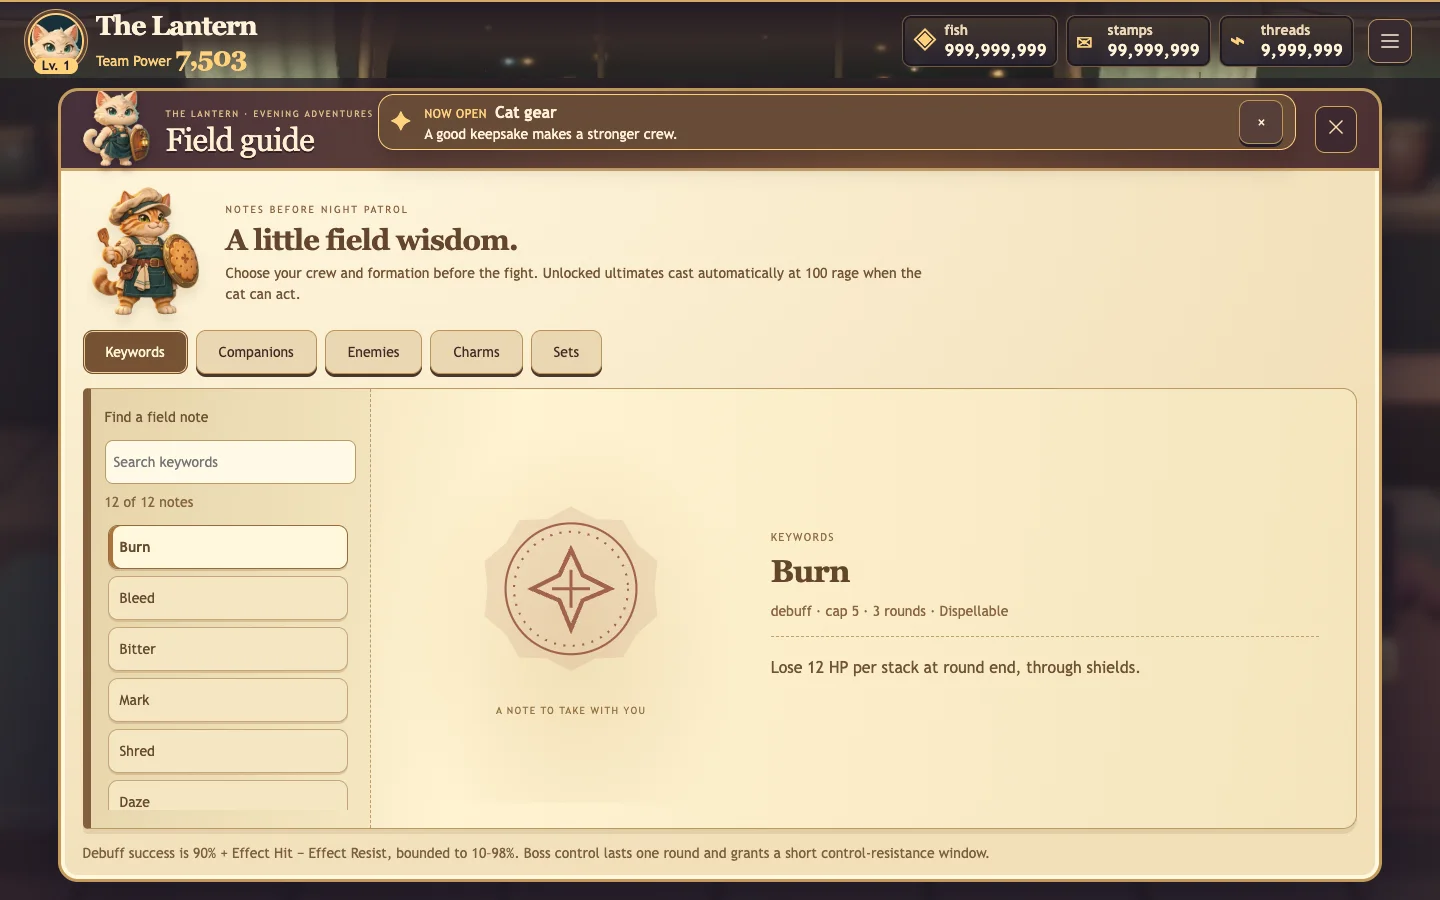 The Lantern
Team Power 7,503
Lv. 1
fish
999,999,999
stamps
99,999,999
threads
9,999,999
THE LANTERN · EVENING ADVENTURES
Field guide
NOW OPEN Cat gear
A good keepsake makes a stronger crew.
×
NOTES BEFORE NIGHT PATROL
A little field wisdom.
Choose your crew and formation before the fight. Unlocked ultimates cast automatically at 100 rage when the
cat can act.
Keywords
Companions
Enemies
Charms
Sets
Find a field note
Search keywords
12 of 12 notes
Burn
Bleed
Bitter
Mark
Shred
Daze
A NOTE TO TAKE WITH YOU
KEYWORDS
Burn
debuff · cap 5 · 3 rounds · Dispellable
Lose 12 HP per stack at round end, through shields.
Debuff success is 90% + Effect Hit − Effect Resist, bounded to 10–98%. Boss control lasts one round and grants a short control-resistance window.